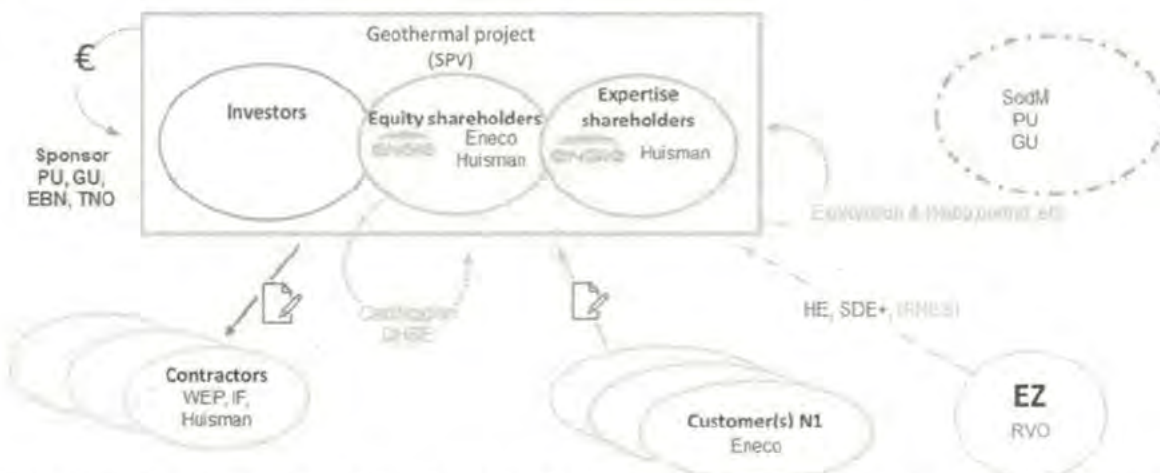 Geothermal project
(SPV)
€
Investors
Equity shareholders
Eneco
Huisman
Expertise
shareholders
Huisman
SodM
PU
GU
Sponsor
PU, GU,
EBN, TNO
HE, SDE+,
Contractors
WEP, IF,
Huisman
Customer(s) N1
Eneco
EZ
RVO